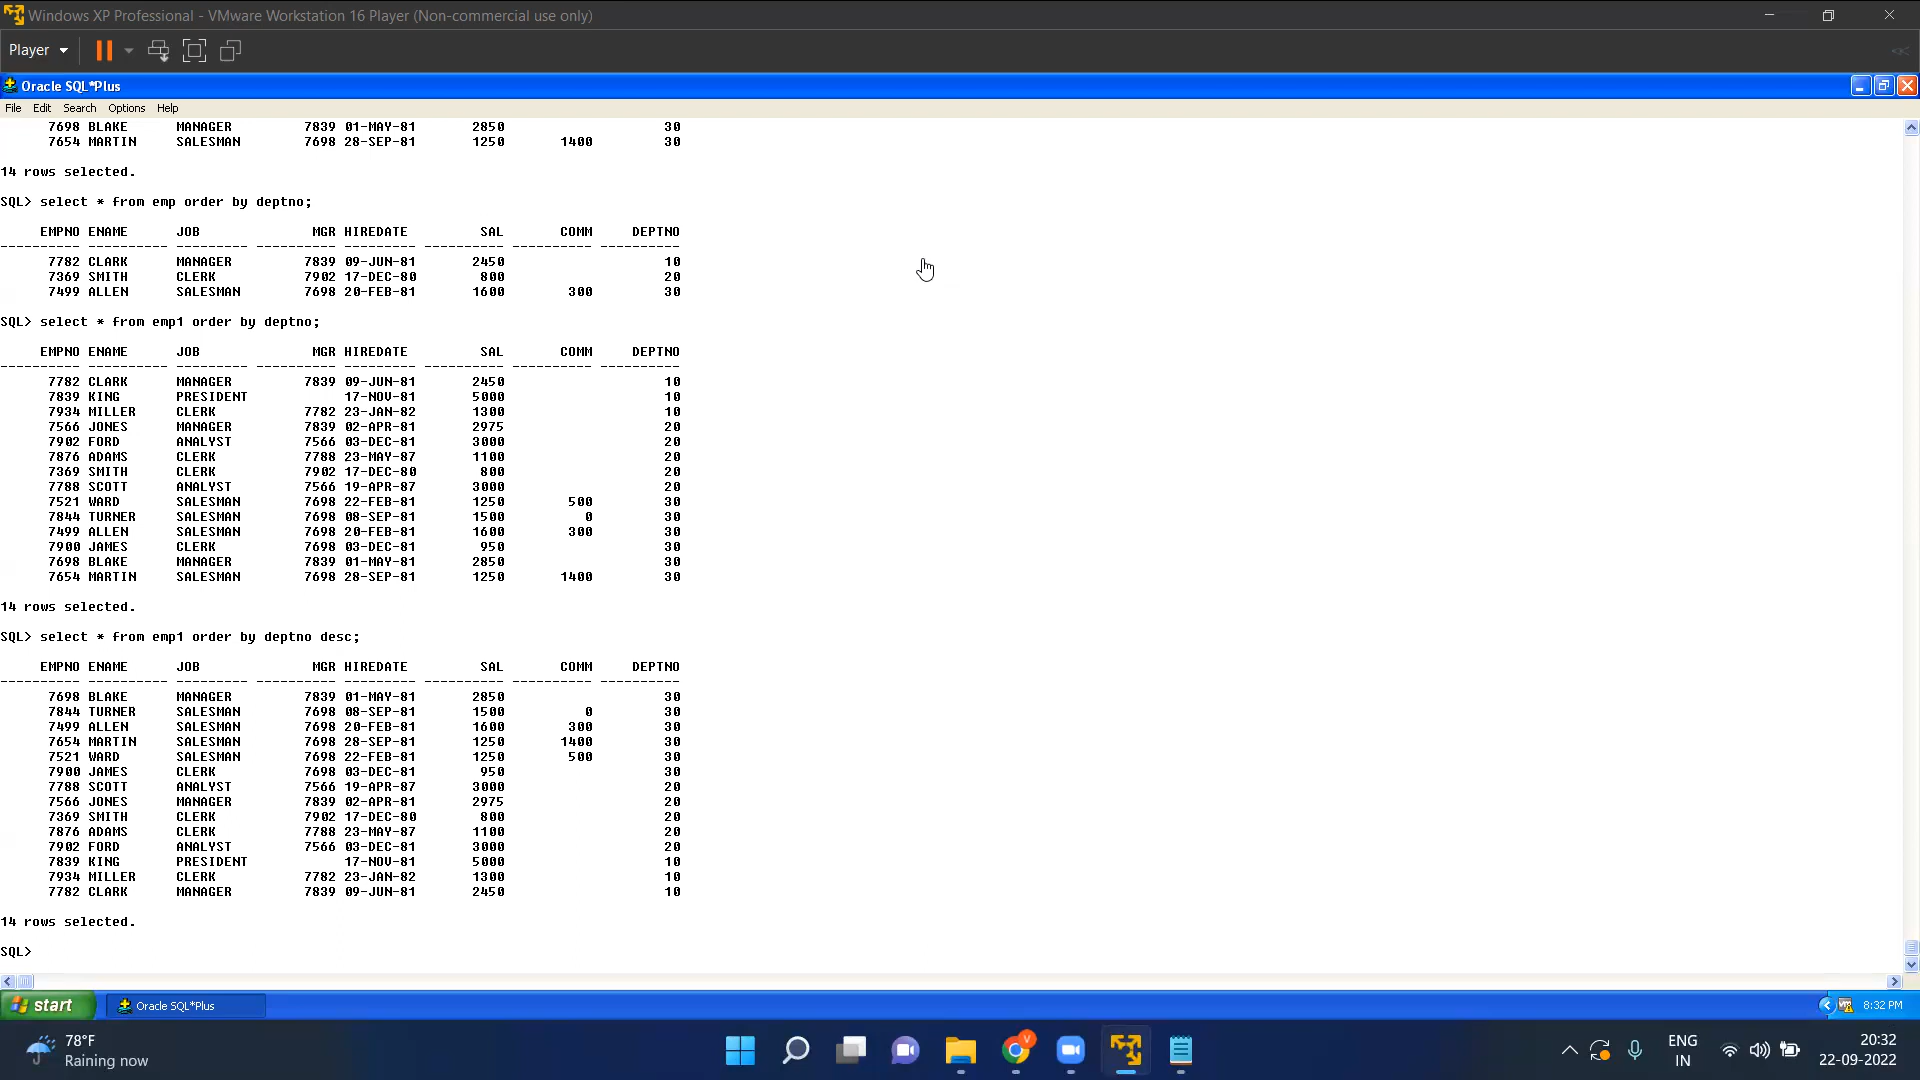 Windows XP Professional - VMware Workstation 16 Player (Non-commercial use only)
Player
Oracle SQL*Plus
File Edit Search Options Help
7698 BLAKE MANAGER 7839 01-MAY-81 2850 30
7654 MARTIN SALESMAN 7698 28-SEP-81 1250 1400 30
14 rows selected.
SQL> select * from emp order by deptno;
EMPNO ENAME JOB MGR HIREDATE SAL COMM DEPTNO
---------- ---------- --------- ---------- --------- ---------- ---------- ----------
7782 CLARK MANAGER 7839 09-JUN-81 2450 10
7369 SMITH CLERK 7902 17-DEC-80 800 20
7499 ALLEN SALESMAN 7698 20-FEB-81 1600 300 30
SQL> select * from emp1 order by deptno;
EMPNO ENAME JOB MGR HIREDATE SAL COMM DEPTNO
---------- ---------- --------- ---------- --------- ---------- ---------- ----------
7782 CLARK MANAGER 7839 09-JUN-81 2450 10
7839 KING PRESIDENT 17-NOV-81 5000 10
7934 MILLER CLERK 7782 23-JAN-82 1300 10
7566 JONES MANAGER 7839 02-APR-81 2975 20
7902 FORD ANALYST 7566 03-DEC-81 3000 20
7876 ADAMS CLERK 7788 23-MAY-87 1100 20
7369 SMITH CLERK 7902 17-DEC-80 800 20
7788 SCOTT ANALYST 7566 19-APR-87 3000 20
7521 WARD SALESMAN 7698 22-FEB-81 1250 500 30
7844 TURNER SALESMAN 7698 08-SEP-81 1500 0 30
7499 ALLEN SALESMAN 7698 20-FEB-81 1600 300 30
7900 JAMES CLERK 7698 03-DEC-81 950 30
7698 BLAKE MANAGER 7839 01-MAY-81 2850 30
7654 MARTIN SALESMAN 7698 28-SEP-81 1250 1400 30
14 rows selected.
SQL> select * from emp1 order by deptno desc;
EMPNO ENAME JOB MGR HIREDATE SAL COMM DEPTNO
---------- ---------- --------- ---------- --------- ---------- ---------- ----------
7698 BLAKE MANAGER 7839 01-MAY-81 2850 30
7844 TURNER SALESMAN 7698 08-SEP-81 1500 0 30
7499 ALLEN SALESMAN 7698 20-FEB-81 1600 300 30
7654 MARTIN SALESMAN 7698 28-SEP-81 1250 1400 30
7521 WARD SALESMAN 7698 22-FEB-81 1250 500 30
7900 JAMES CLERK 7698 03-DEC-81 950 30
7788 SCOTT ANALYST 7566 19-APR-87 3000 20
7566 JONES MANAGER 7839 02-APR-81 2975 20
7369 SMITH CLERK 7902 17-DEC-80 800 20
7876 ADAMS CLERK 7788 23-MAY-87 1100 20
7902 FORD ANALYST 7566 03-DEC-81 3000 20
7839 KING PRESIDENT 17-NOV-81 5000 10
7934 MILLER CLERK 7782 23-JAN-82 1300 10
7782 CLARK MANAGER 7839 09-JUN-81 2450 10
14 rows selected.
SQL>
start Oracle SQL*Plus 8:32 PM
78°F
Raining now
V
ENG
IN
20:32
22-09-2022